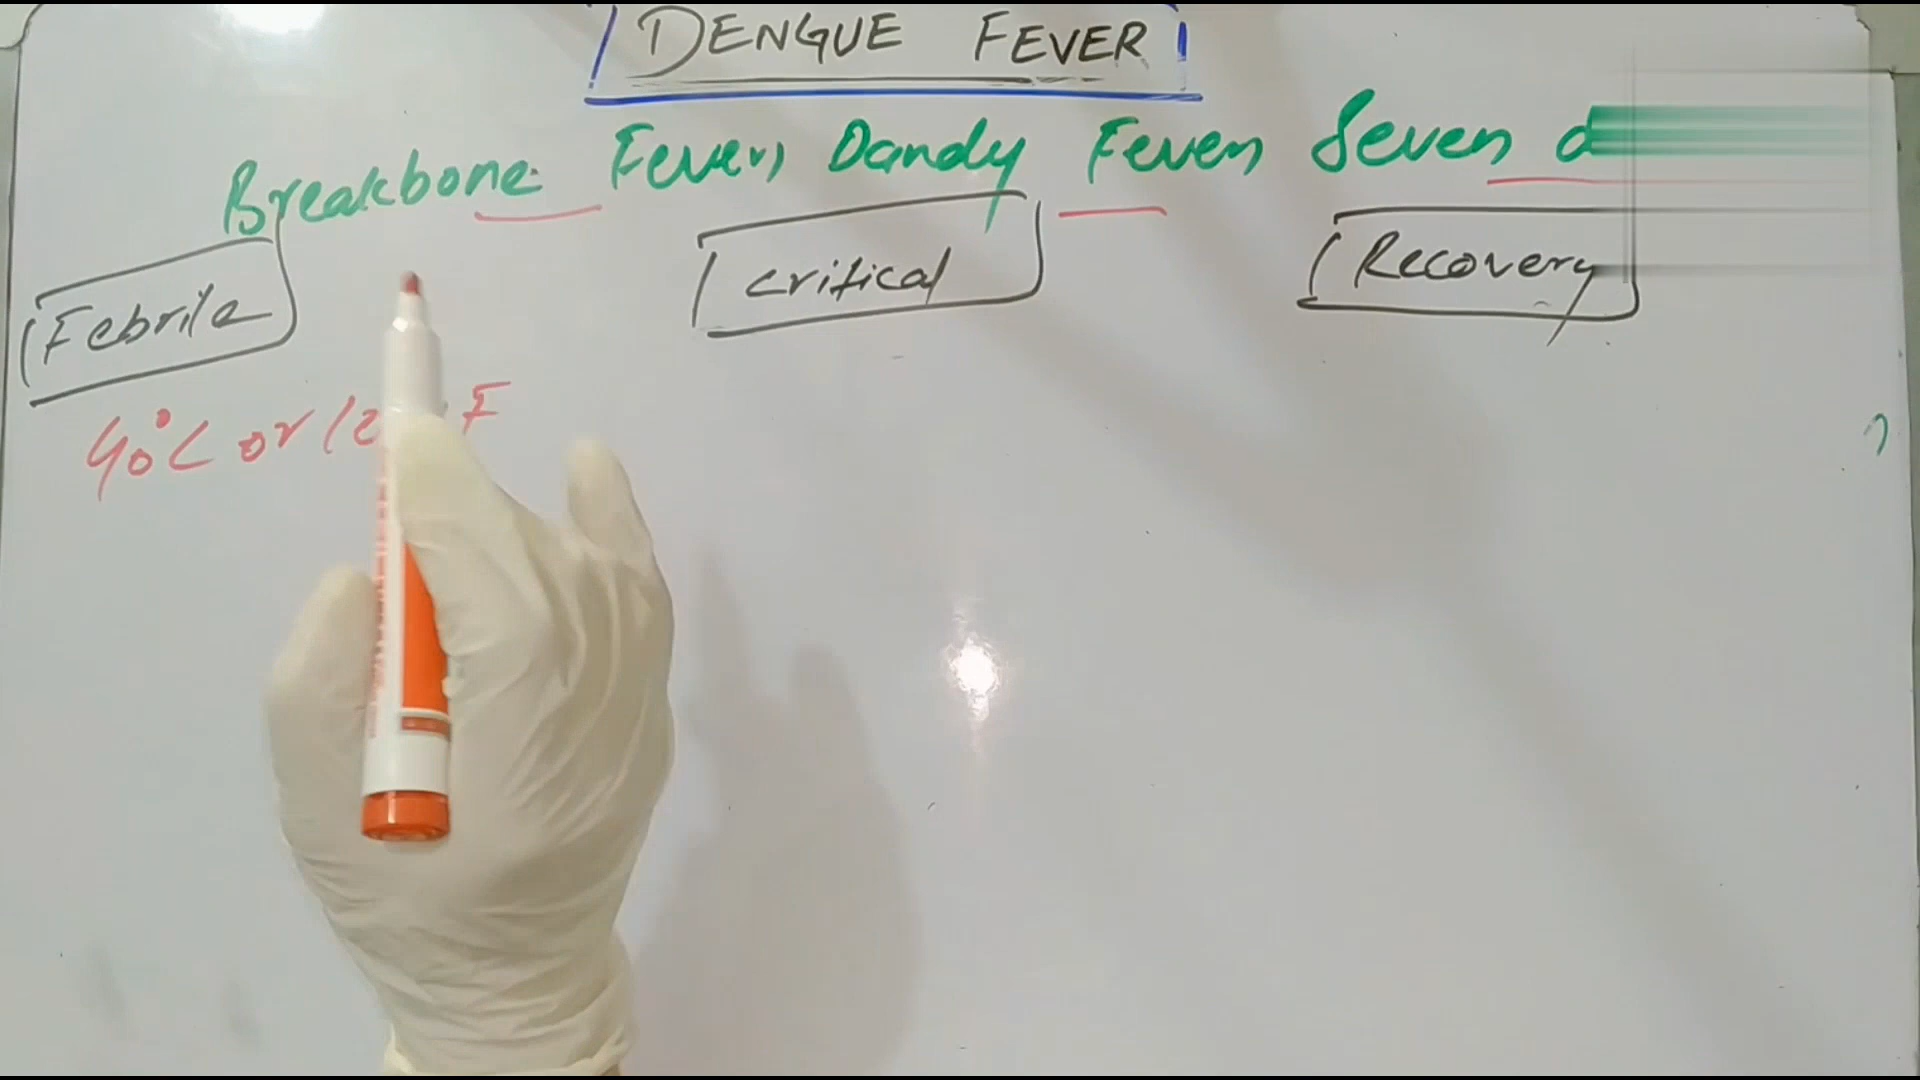 DENGUE FEVER
Breakbone Fever, Dandy Fever, Seven d
Febrile critical Recovery
40°C or F